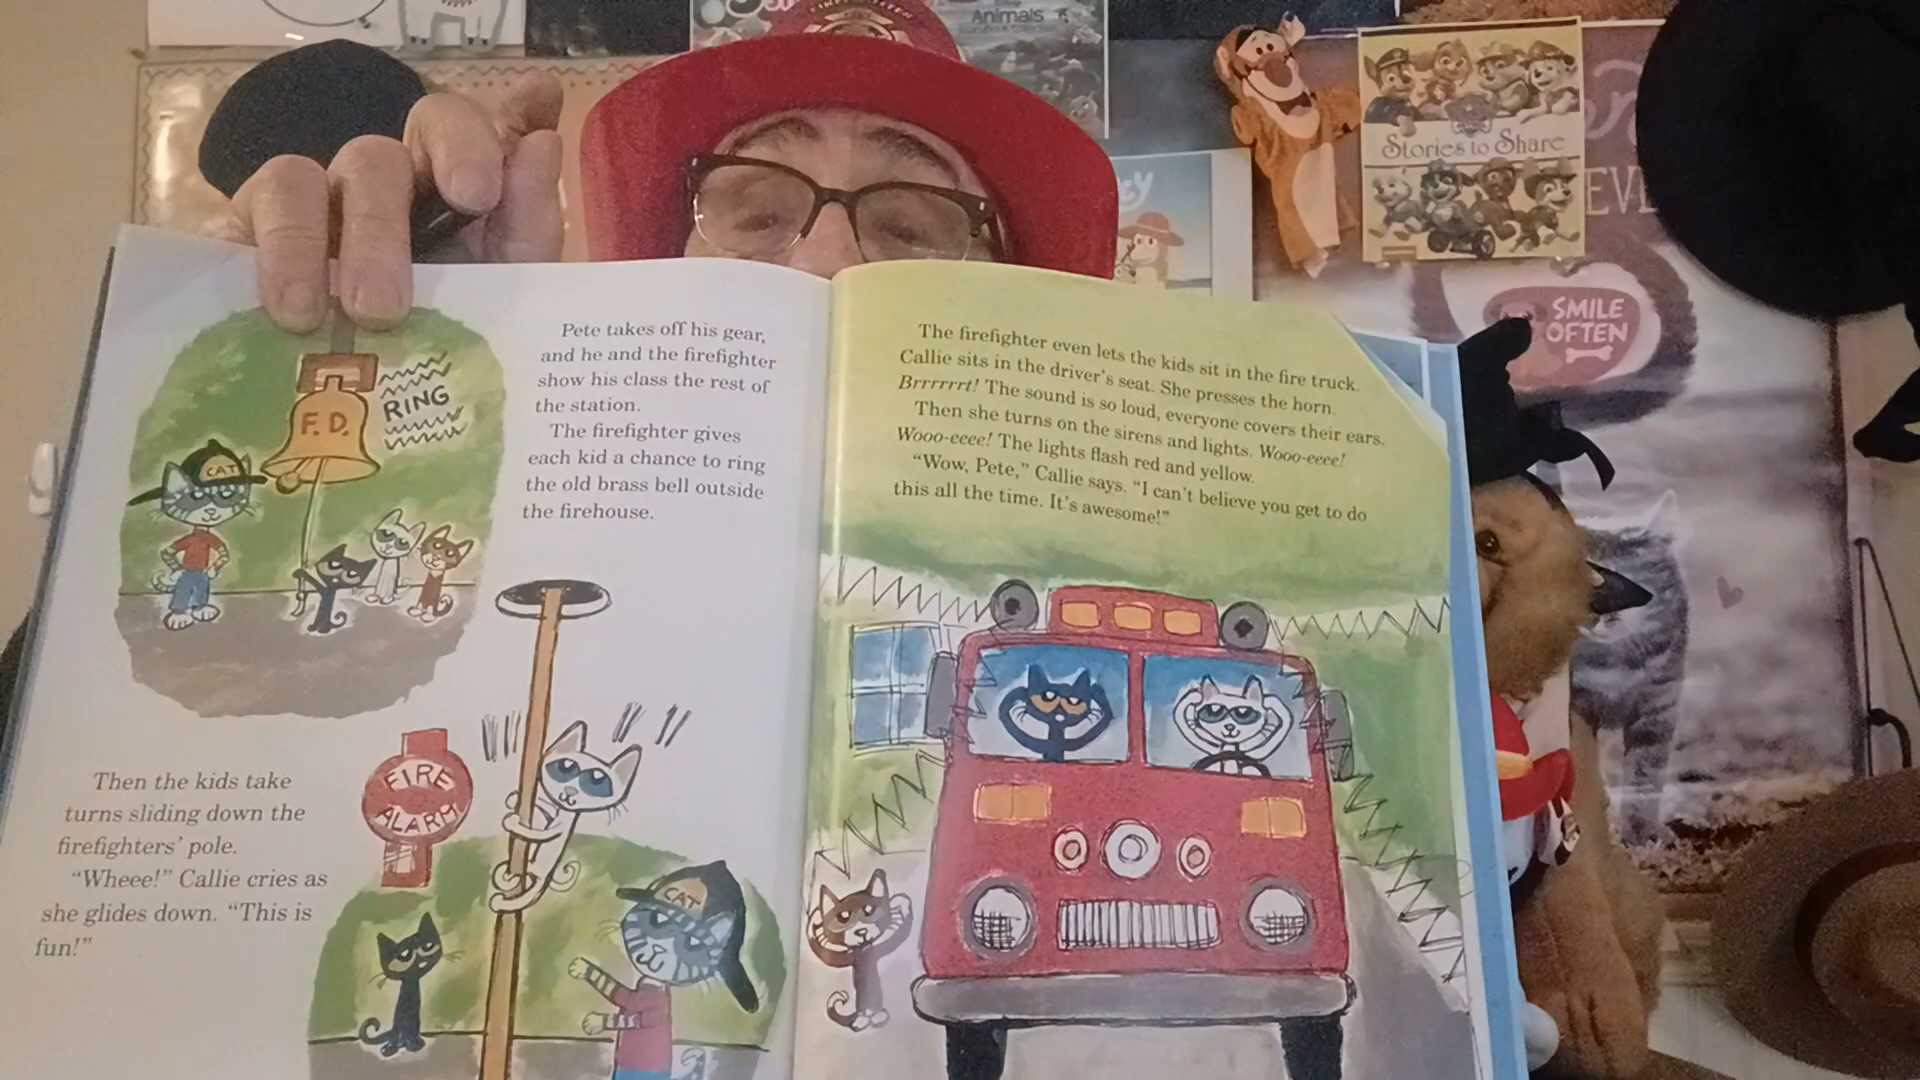 Animals
Stories to Share
SMILE
OFTEN
EVE
F. D.
RING
CAT
Pete takes off his gear,
and he and the firefighter
show his class the rest of
the station.
The firefighter gives
each kid a chance to ring
the old brass bell outside
the firehouse.
Then the kids take
turns sliding down the
firefighters’ pole.
“Wheee!” Callie cries as
she glides down. “This is
fun!”
FIRE
ALARM
CAT
The firefighter even lets the kids sit in the fire truck.
Callie sits in the driver’s seat. She presses the horn.
Brrrrrrt! The sound is so loud, everyone covers their ears.
Then she turns on the sirens and lights. Wooo-eeee!
Wooo-eeee! The lights flash red and yellow.
“Wow, Pete,” Callie says. “I can’t believe you get to do
this all the time. It’s awesome!”